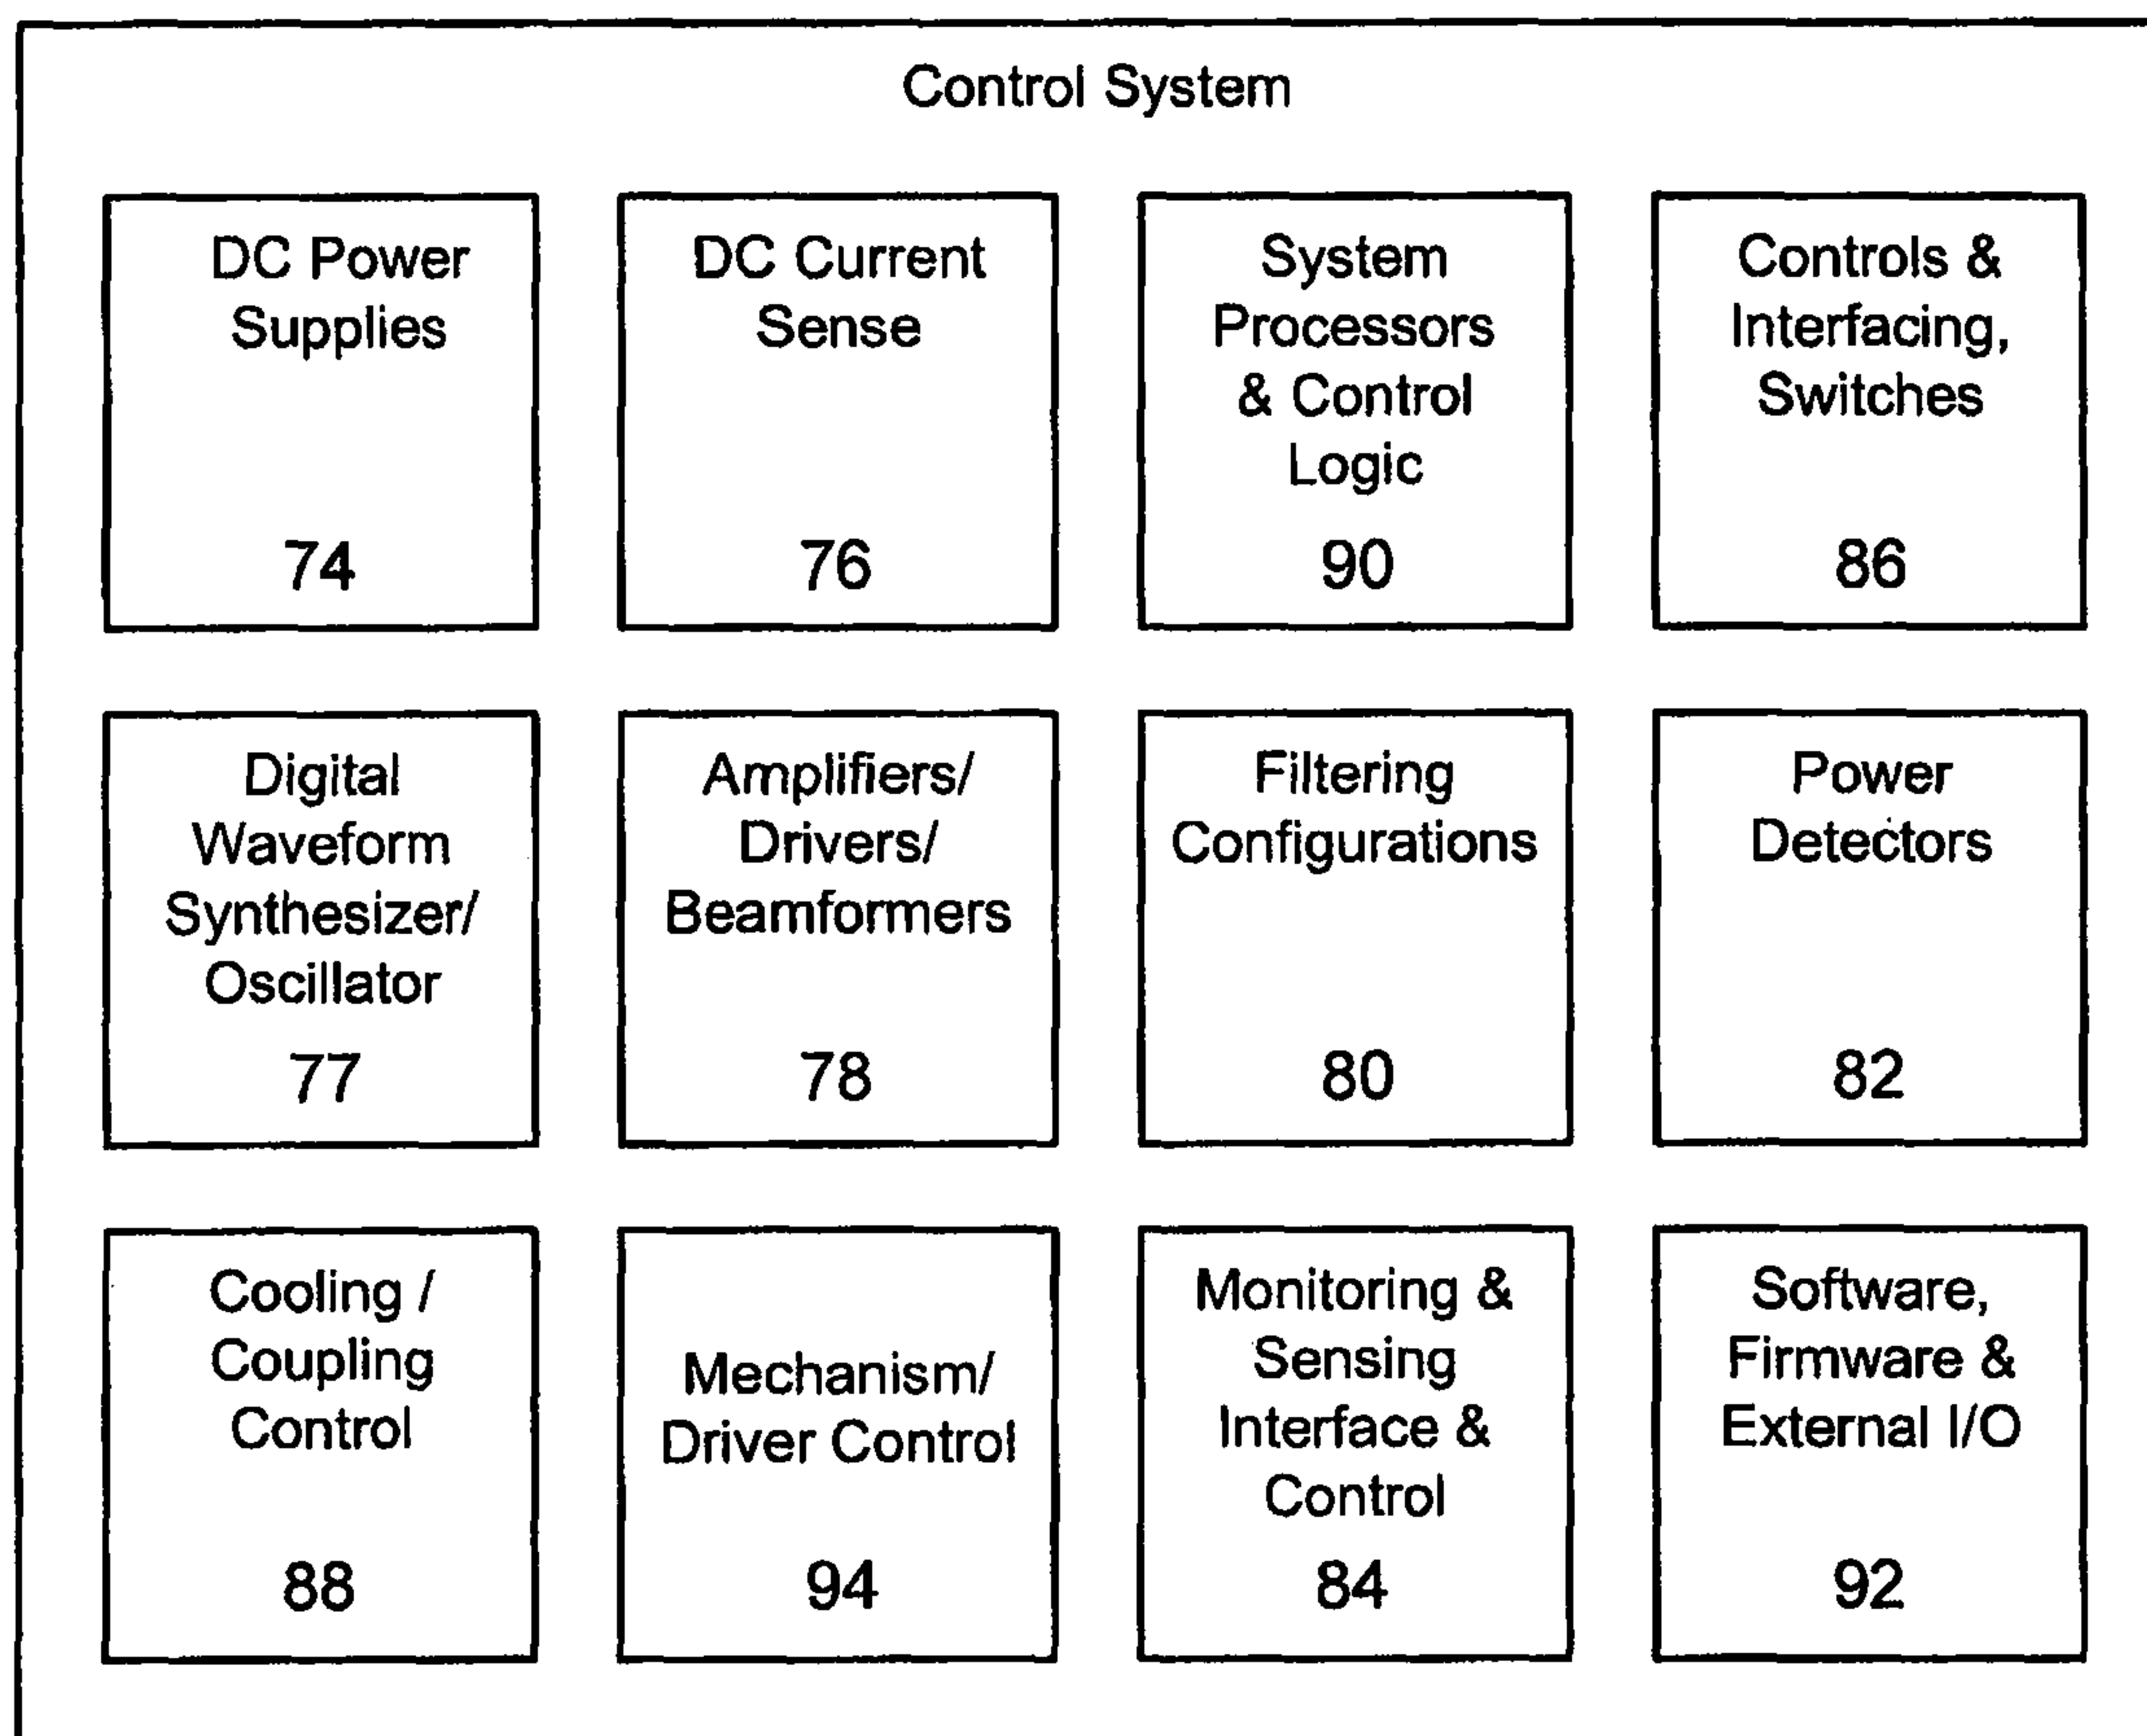 Control System
DC Power
Supplies
74
DC Current
Sense
76
System
Processors
& Control
Logic
90
Controls &
Interfacing,
Switches
86
Digital
Waveform
Synthesizer/
Oscillator
77
Amplifiers/
Drivers/
Beamformers
78
Filtering
Configurations
80
Power
Detectors
82
Cooling /
Coupling
Control
88
Mechanism/
Driver Control
94
Monitoring &
Sensing
Interface &
Control
84
Software,
Firmware &
External I/O
92